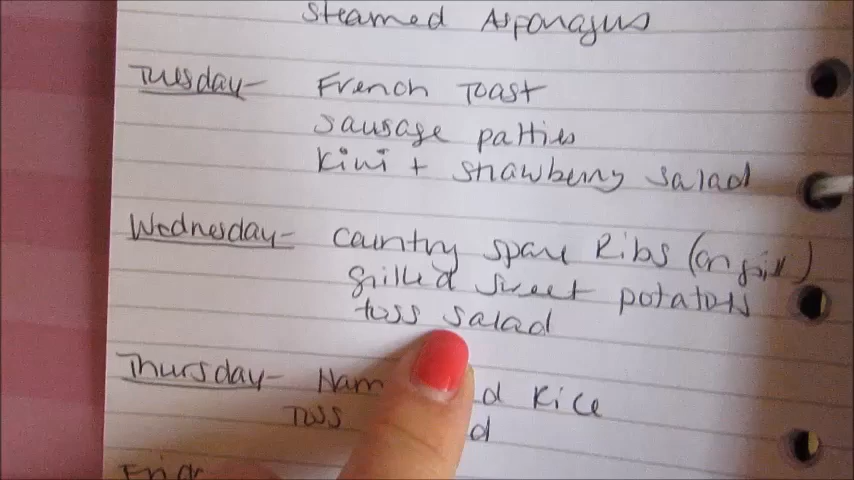 Steamed Asparagus
Tuesday- French Toast
sausage patties
kiwi + strawberry salad
Wednesday- country spare Ribs (on grill)
grilled sweet potatoes
toss salad
Thursday- Rice
Toss